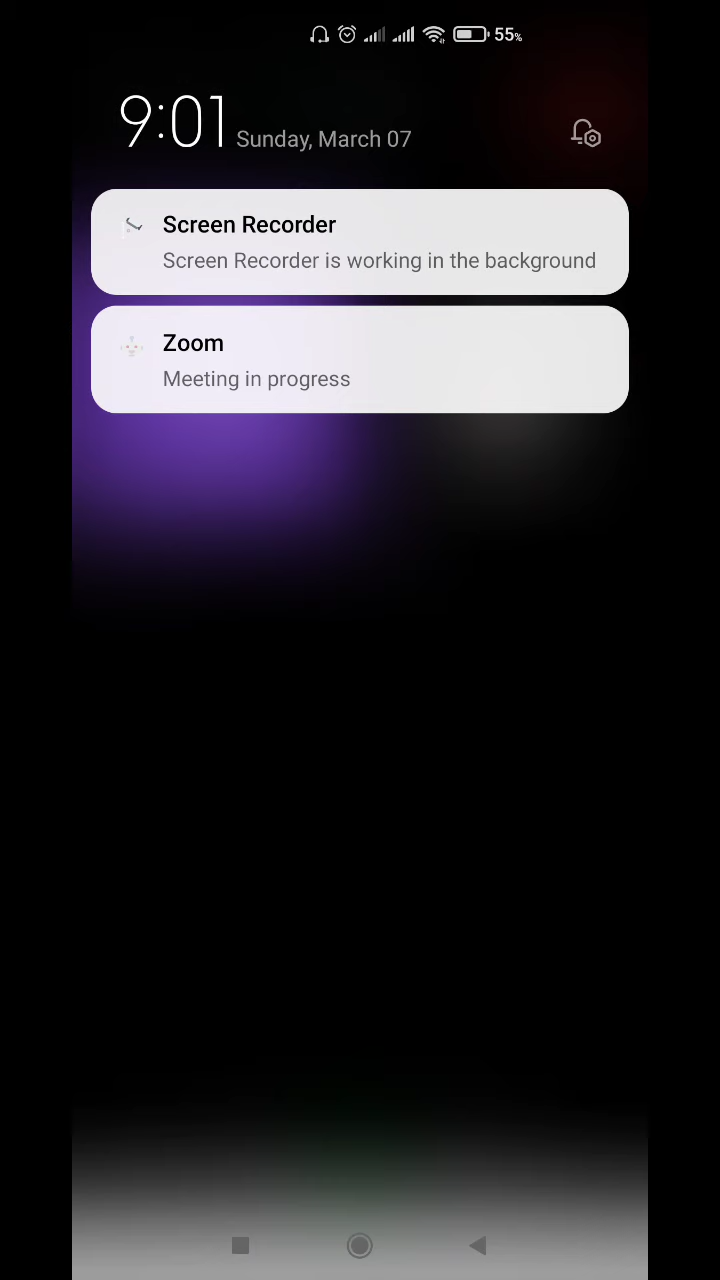 55%
9:01 Sunday, March 07
Screen Recorder
Screen Recorder is working in the background
Zoom
Meeting in progress